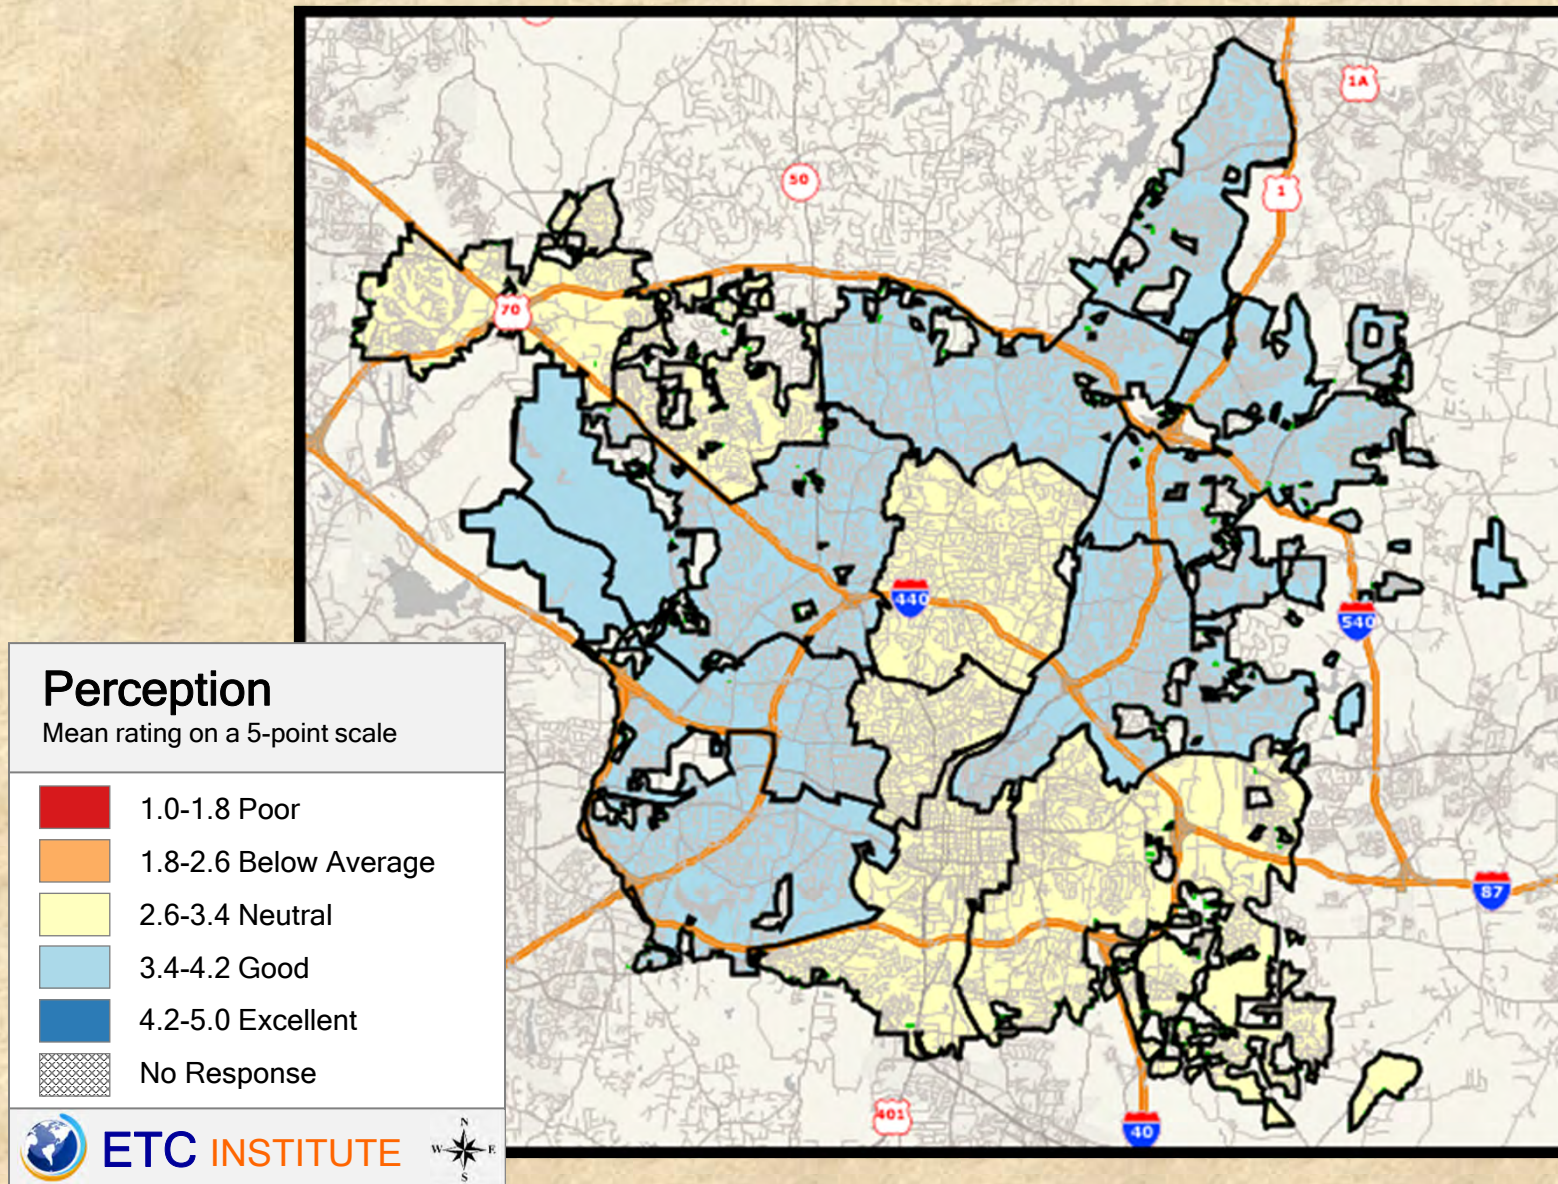 1A
1
50
70
440
540
87
401
40
Perception
Mean rating on a 5-point scale
1.0-1.8 Poor
1.8-2.6 Below Average
2.6-3.4 Neutral
3.4-4.2 Good
4.2-5.0 Excellent
No Response
ETC INSTITUTE
N
W E
S